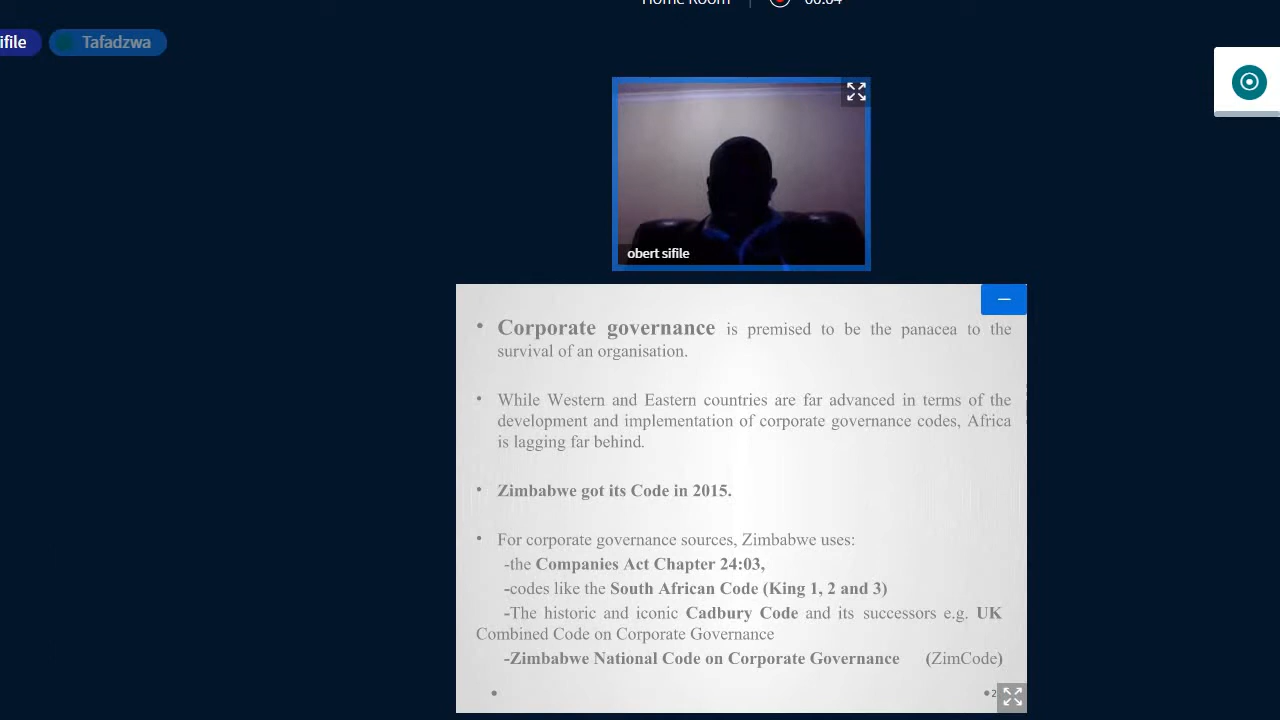 Home Room
00:04
ifile
Tafadzwa
obert sifile
• Corporate governance is premised to be the panacea to the
survival of an organisation.
• While Western and Eastern countries are far advanced in terms of the
development and implementation of corporate governance codes, Africa
is lagging far behind.
• Zimbabwe got its Code in 2015.
• For corporate governance sources, Zimbabwe uses:
-the Companies Act Chapter 24:03,
-codes like the South African Code (King 1, 2 and 3)
-The historic and iconic Cadbury Code and its successors e.g. UK
Combined Code on Corporate Governance
-Zimbabwe National Code on Corporate Governance (ZimCode)
• •2